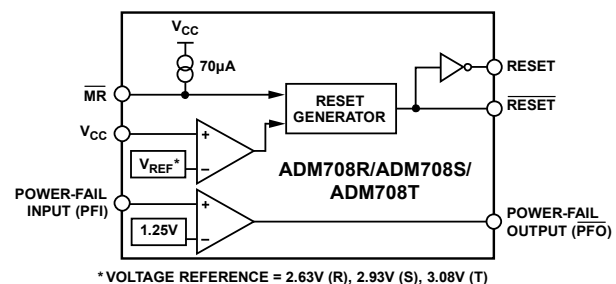 VCC
70µA
MR
RESET
GENERATOR
RESET
RESET
VCC
+
−
VREF*
ADM708R/ADM708S/
ADM708T
POWER-FAIL
INPUT (PFI)
+
−
1.25V
POWER-FAIL
OUTPUT (PFO)
* VOLTAGE REFERENCE = 2.63V (R), 2.93V (S), 3.08V (T)